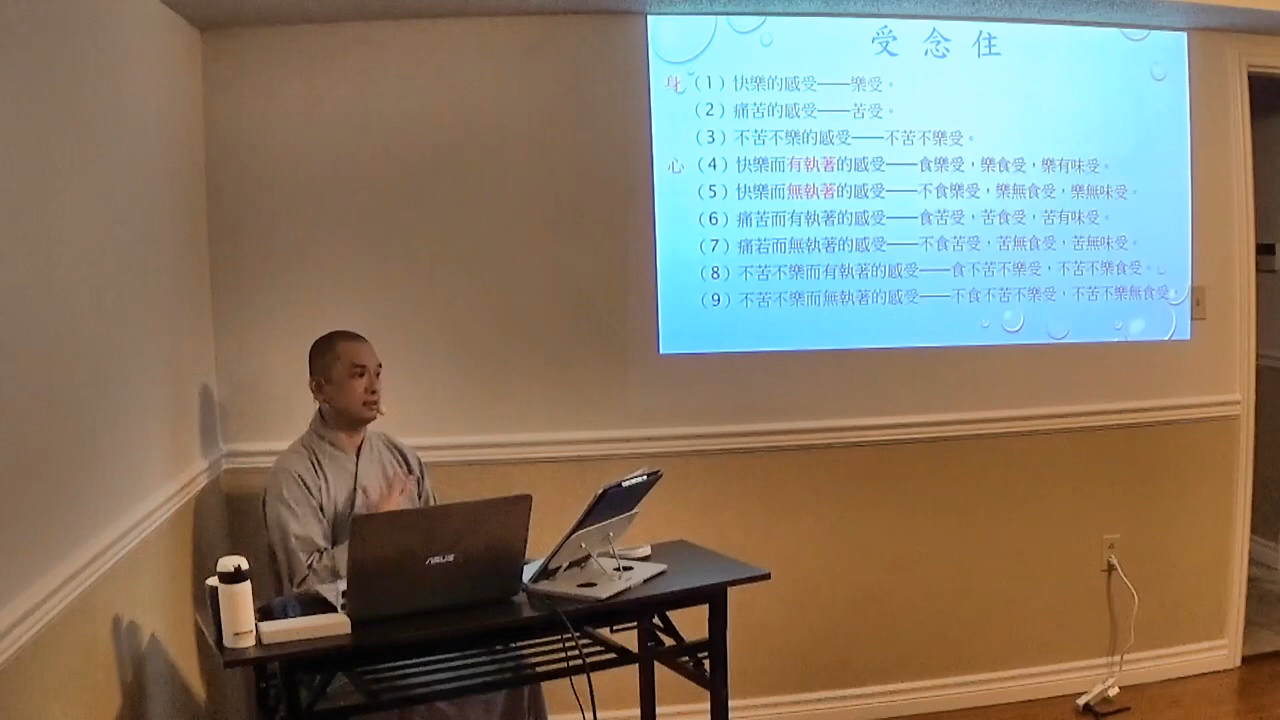 受念住
身（1）快樂的感受——樂受。
（2）痛苦的感受——苦受。
（3）不苦不樂的感受——不苦不樂受。
心（4）快樂而有執著的感受——食樂受，樂食受，樂有味受。
（5）快樂而無執著的感受——不食樂受，樂無食受，樂無味受。
（6）痛苦而有執著的感受——食苦受，苦食受，苦有味受。
（7）痛若而無執著的感受——不食苦受，苦無食受，苦無味受。
（8）不苦不樂而有執著的感受——食不苦不樂受，不苦不樂食受。
（9）不苦不樂而無執著的感受——不食不苦不樂受，不苦不樂無食受。
ASUS